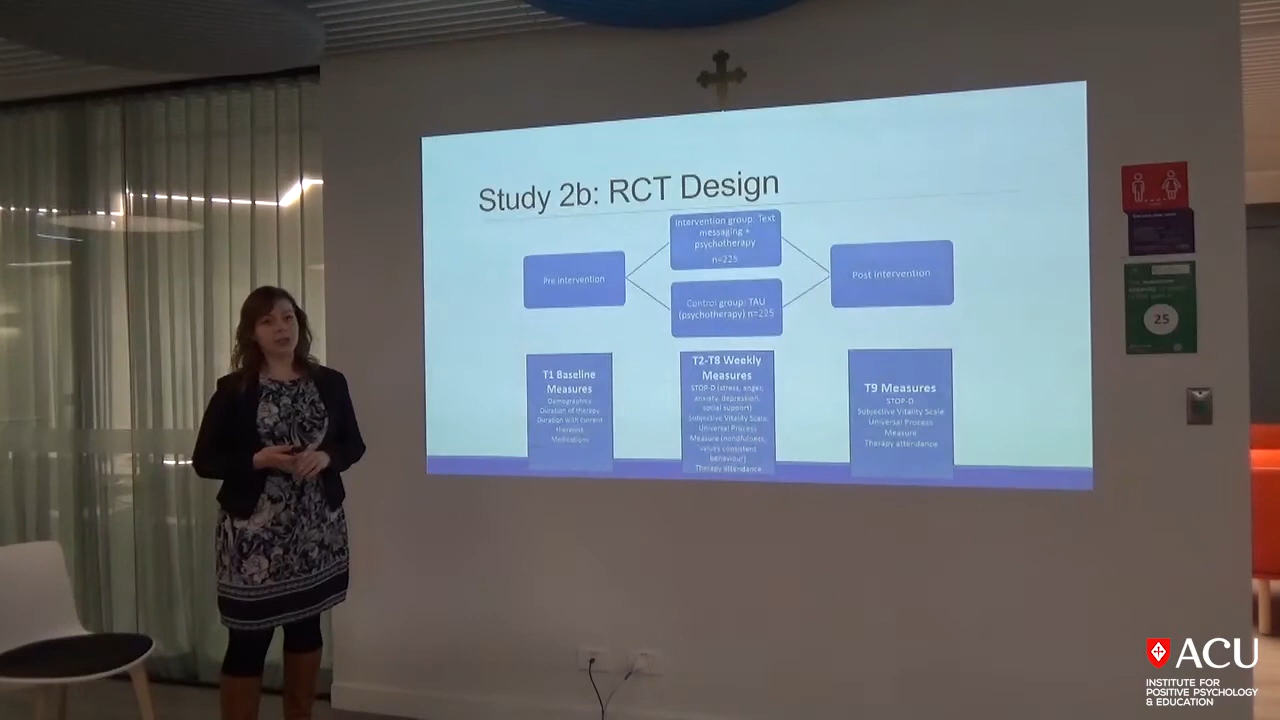 Study 2b: RCT Design
Intervention group: Text
messaging +
psychotherapy
n=225
Pre intervention
Post intervention
Control group: TAU
(psychotherapy) n=225
T1 Baseline
Measures
Demographic
Duration of therapy
Duration with current
therapist
Medications
T2-T8 Weekly
Measures
STOP-D (stress, anger,
anxiety, depression,
social support)
Subjective Vitality Scale
Universal Process
Measure (mindfulness,
values consistent
behaviour)
Therapy attendance
T9 Measures
STOP-D
Subjective Vitality Scale
Universal Process
Measure
Therapy attendance
25
ACU
INSTITUTE FOR
POSITIVE PSYCHOLOGY
& EDUCATION